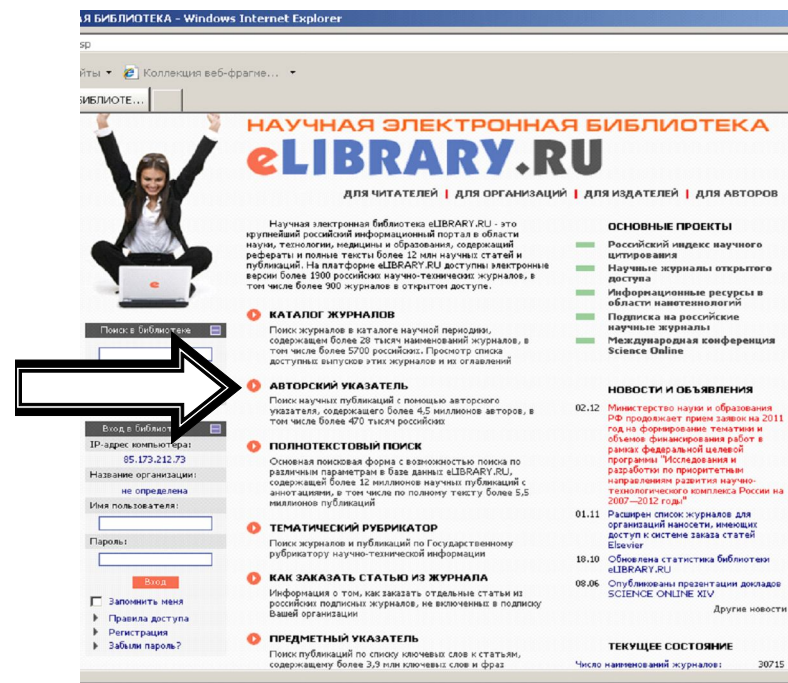 Я БИБЛИОТЕКА - Windows Internet Explorer
sp
йты
Коллекция веб-фрагме...
БИБЛИОТЕ...
НАУЧНАЯ ЭЛЕКТРОННАЯ БИБЛИОТЕКА
eLIBRARY.RU
ДЛЯ ЧИТАТЕЛЕЙ | ДЛЯ ОРГАНИЗАЦИЙ | ДЛЯ ИЗДАТЕЛЕЙ | ДЛЯ АВТОРОВ
Поиск в библиотеке
Вход в библиот
IP-адрес компьютера:
85.173.212.73
Название организации:
не определена
Имя пользователя:
Пароль:
Вход
Запомнить меня
Правила доступа
Регистрация
Забыли пароль?
Научная электронная библиотека eLIBRARY.RU - это
крупнейший российский информационный портал в области
науки, технологии, медицины и образования, содержащий
рефераты и полные тексты более 12 млн научных статей и
публикаций. На платформе eLIBRARY.RU доступны электронные
версии более 1900 российских научно-технических журналов, в
том числе более 900 журналов в открытом доступе.
КАТАЛОГ ЖУРНАЛОВ
Поиск журналов в каталоге научной периодики,
содержащем более 28 тысяч наименований журналов, в
том числе более 5700 российских. Просмотр списка
доступных выпусков этих журналов и их оглавлений
АВТОРСКИЙ УКАЗАТЕЛЬ
Поиск научных публикаций с помощью авторского
указателя, содержащего более 4,5 миллионов авторов, в
том числе более 470 тысяч российских
ПОЛНОТЕКСТОВЫЙ ПОИСК
Основная поисковая форма с возможностью поиска по
различным параметрам в базе данных eLIBRARY.RU,
содержащей более 12 миллионов научных публикаций с
аннотациями, в том числе по полному тексту более 5,5
миллионов публикаций
ТЕМАТИЧЕСКИЙ РУБРИКАТОР
Поиск журналов и публикаций по Государственному
рубрикатору научно-технической информации
КАК ЗАКАЗАТЬ СТАТЬЮ ИЗ ЖУРНАЛА
Информация о том, как заказать отдельные статьи из
российских подписных журналов, не включенных в подписку
Вашей организации
ПРЕДМЕТНЫЙ УКАЗАТЕЛЬ
Поиск публикаций по списку ключевых слов к статьям,
содержащему более 3,9 млн ключевых слов и фраз
ОСНОВНЫЕ ПРОЕКТЫ
Российский индекс научного
цитирования
Научные журналы открытого
доступа
Информационные ресурсы в
области нанотехнологий
Подписка на российские
научные журналы
Международная конференция
Science Online
НОВОСТИ И ОБЪЯВЛЕНИЯ
02.12 Министерство науки и образования
РФ продолжает прием заявок на 2011
год на формирование тематики и
объемов финансирования работ в
рамках федеральной целевой
программы "Исследования и
разработки по приоритетным
направлениям развития научно-
технологического комплекса России на
2007—2012 годы"
01.11 Расширен список журналов для
организаций наносети, имеющих
доступ к системе заказа статей
Elsevier
18.10 Обновлена статистика библиотеки
eLIBRARY.RU
08.06 Опубликованы презентации докладов
SCIENCE ONLINE XIV
Другие новости
ТЕКУЩЕЕ СОСТОЯНИЕ
Число наименований журналов: 30715